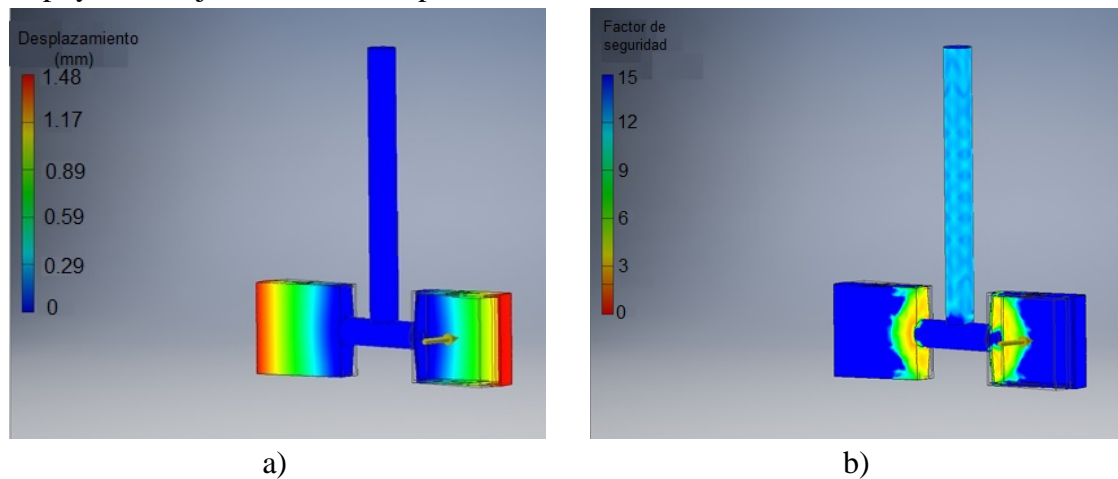 Desplazamiento
(mm)
1.48
1.17
0.89
0.59
0.29
0
Factor de
seguridad
15
12
9
6
3
0
a)
b)